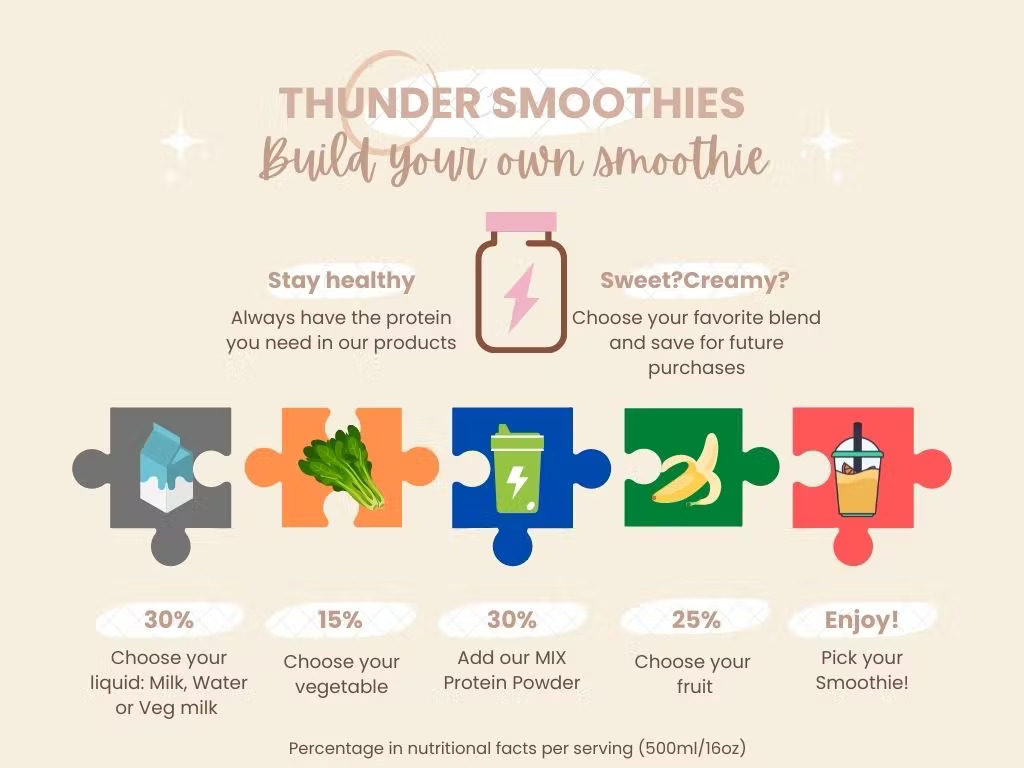 THUNDER SMOOTHIES
Build your own smoothie
Stay healthy
Always have the protein
you need in our products
Sweet?Creamy?
Choose your favorite blend
and save for future
purchases
30%
Choose your
liquid: Milk, Water
or Veg milk
15%
Choose your
vegetable
30%
Add our MIX
Protein Powder
25%
Choose your
fruit
Enjoy!
Pick your
Smoothie!
Percentage in nutritional facts per serving (500ml/16oz)